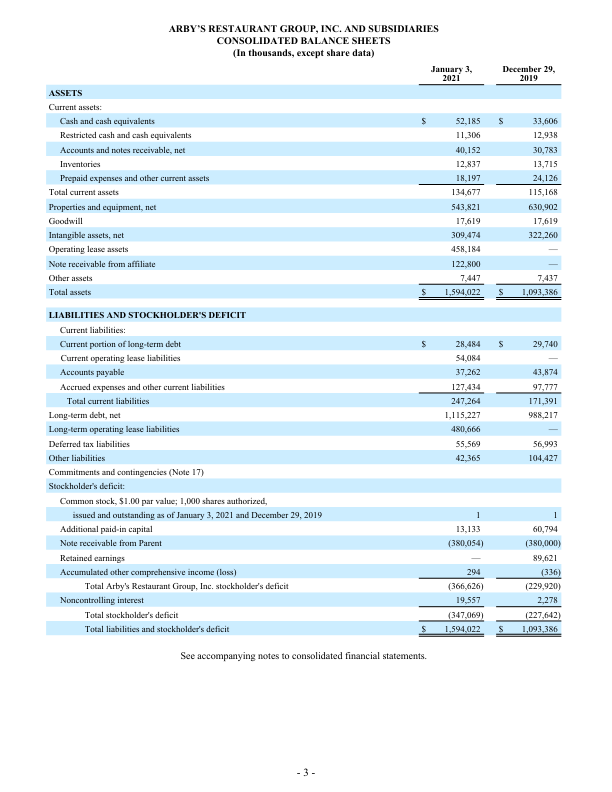 ARBY'S RESTAURANT GROUP, INC. AND SUBSIDIARIES
CONSOLIDATED BALANCE SHEETS
(In thousands, except share data)
January 3, 2021 December 29, 2019
ASSETS
Current assets:
Cash and cash equivalents $ 52,185 $ 33,606
Restricted cash and cash equivalents 11,306 12,938
Accounts and notes receivable, net 40,152 30,783
Inventories 12,837 13,715
Prepaid expenses and other current assets 18,197 24,126
Total current assets 134,677 115,168
Properties and equipment, net 543,821 630,902
Goodwill 17,619 17,619
Intangible assets, net 309,474 322,260
Operating lease assets 458,184 —
Note receivable from affiliate 122,800 —
Other assets 7,447 7,437
Total assets $ 1,594,022 $ 1,093,386
LIABILITIES AND STOCKHOLDER'S DEFICIT
Current liabilities:
Current portion of long-term debt $ 28,484 $ 29,740
Current operating lease liabilities 54,084 —
Accounts payable 37,262 43,874
Accrued expenses and other current liabilities 127,434 97,777
Total current liabilities 247,264 171,391
Long-term debt, net 1,115,227 988,217
Long-term operating lease liabilities 480,666 —
Deferred tax liabilities 55,569 56,993
Other liabilities 42,365 104,427
Commitments and contingencies (Note 17)
Stockholder's deficit:
Common stock, $1.00 par value; 1,000 shares authorized,
issued and outstanding as of January 3, 2021 and December 29, 2019 1 1
Additional paid-in capital 13,133 60,794
Note receivable from Parent (380,054) (380,000)
Retained earnings — 89,621
Accumulated other comprehensive income (loss) 294 (336)
Total Arby's Restaurant Group, Inc. stockholder's deficit (366,626) (229,920)
Noncontrolling interest 19,557 2,278
Total stockholder's deficit (347,069) (227,642)
Total liabilities and stockholder's deficit $ 1,594,022 $ 1,093,386
See accompanying notes to consolidated financial statements.
- 3 -